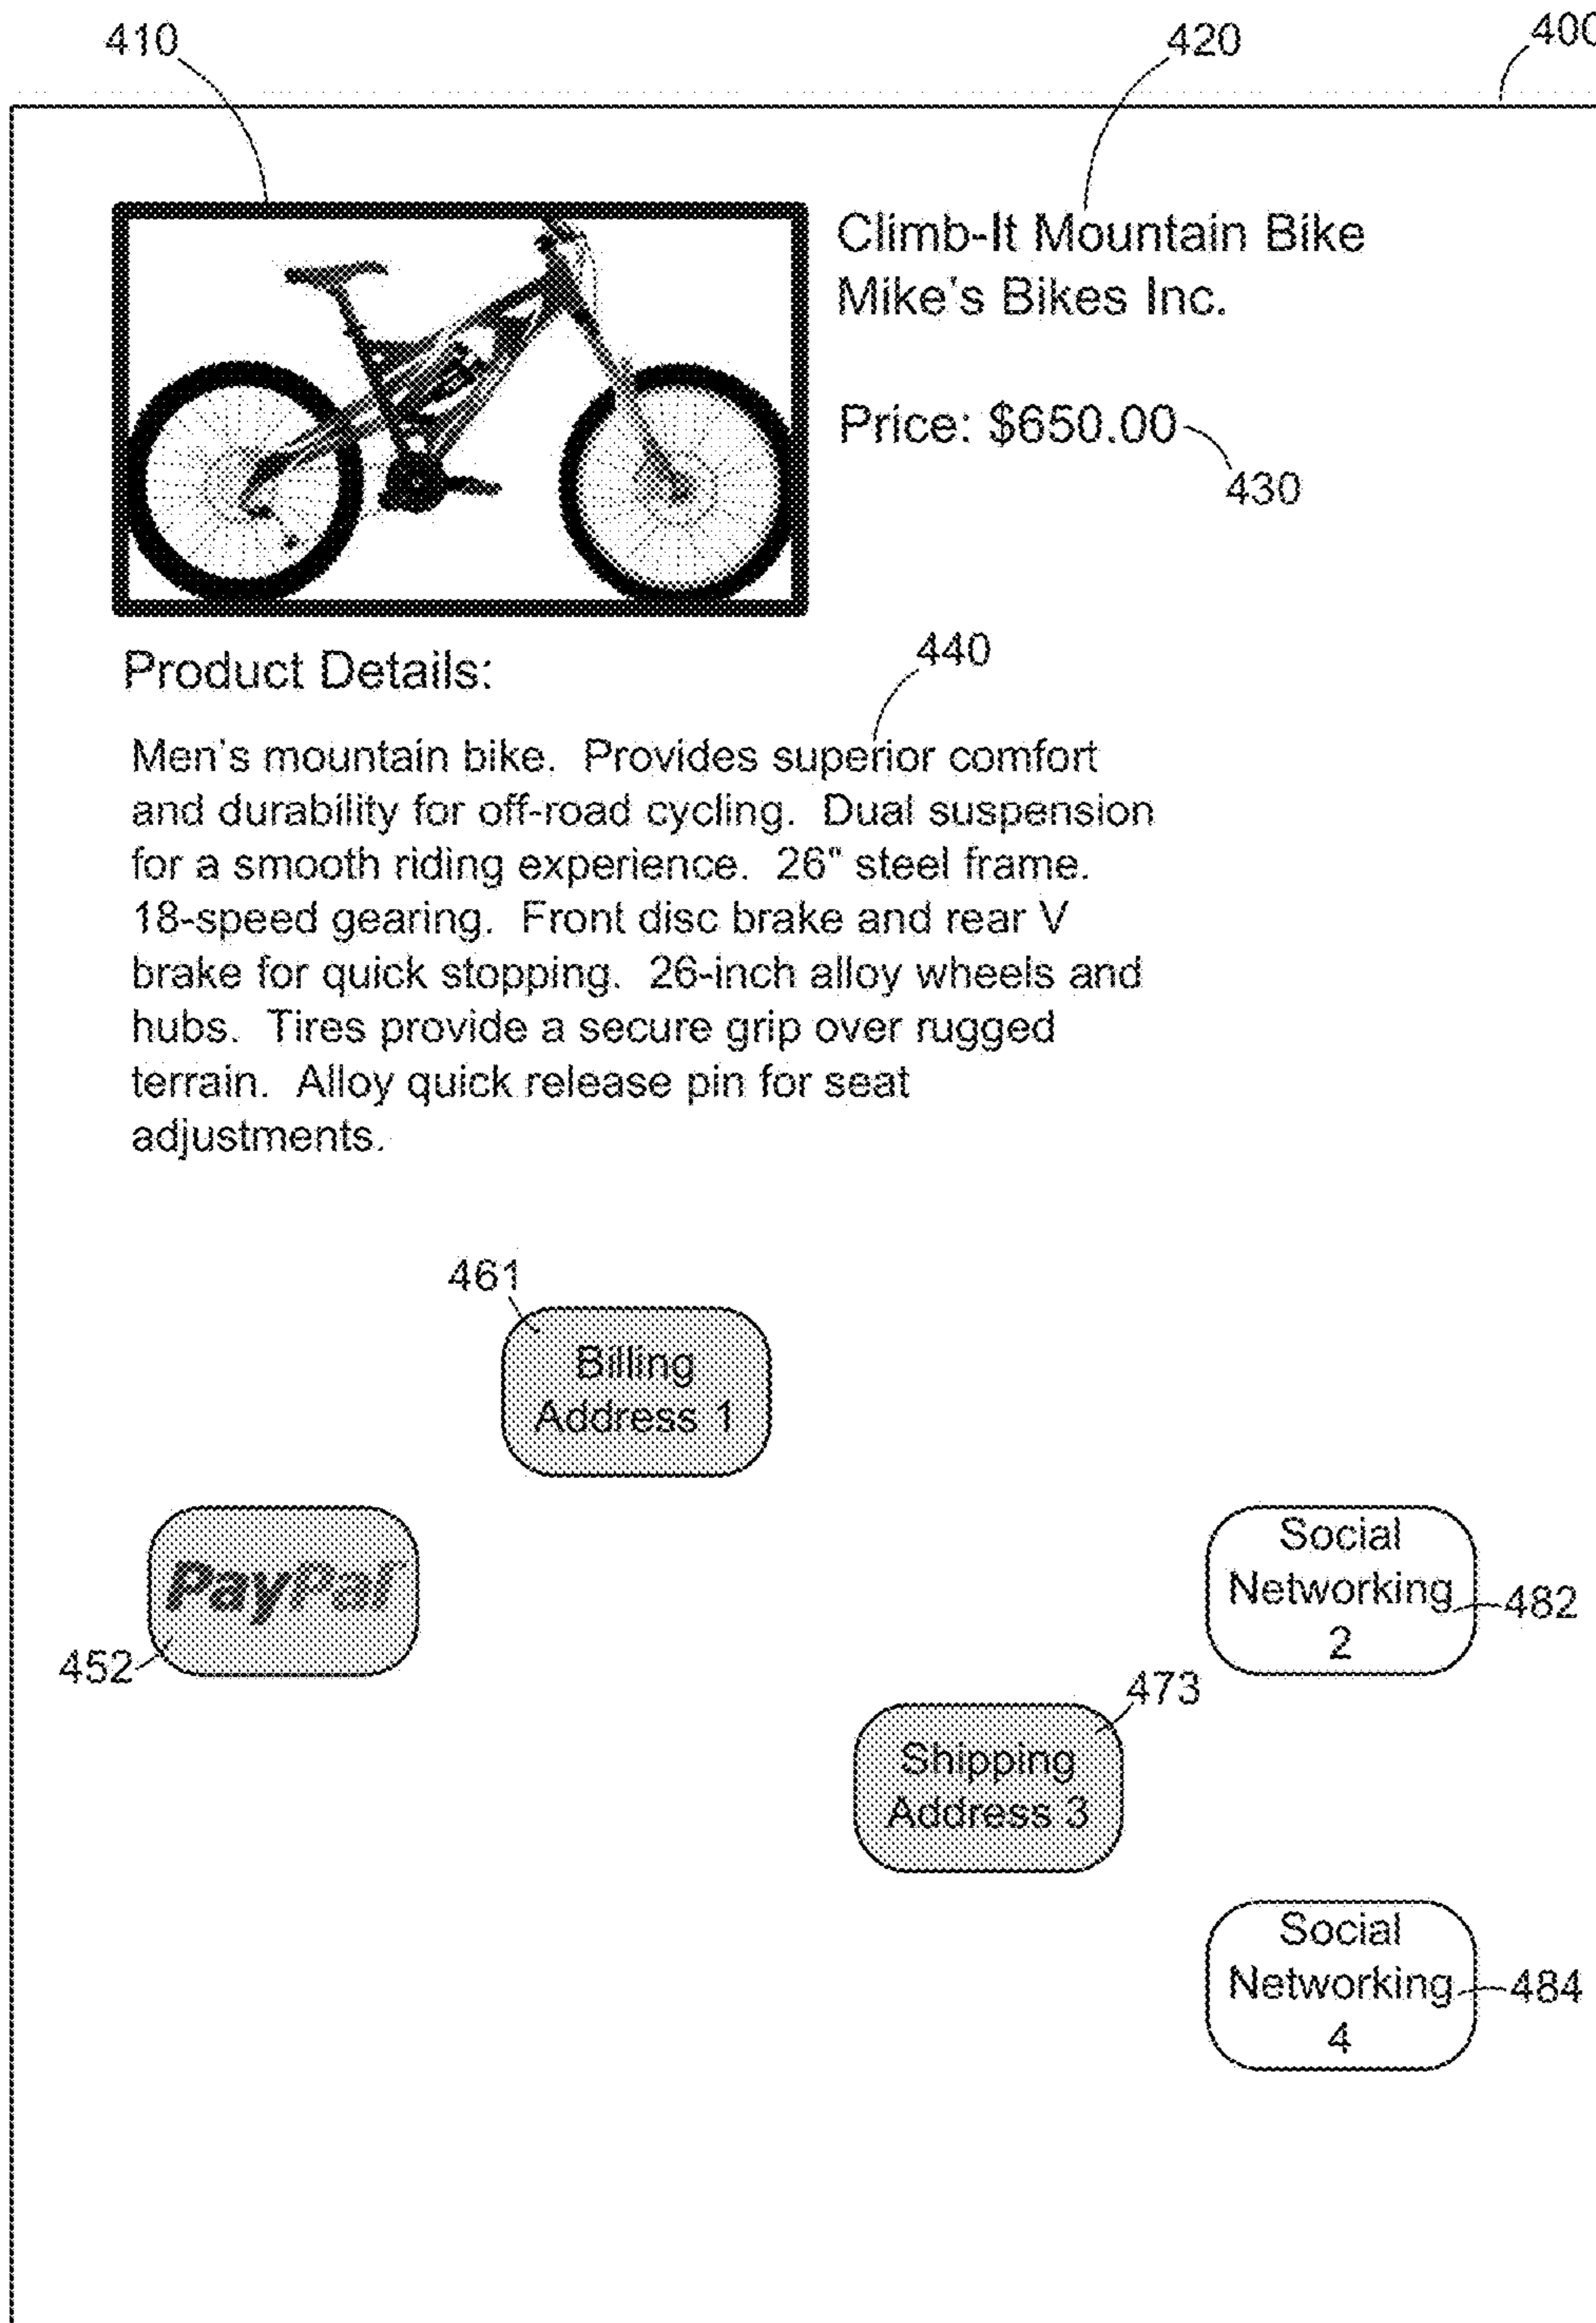 410
420
400
Climb-It Mountain Bike
Mike's Bikes Inc.
Price: $650.00
430
Product Details:
440
Men's mountain bike. Provides superior comfort
and durability for off-road cycling. Dual suspension
for a smooth riding experience. 26" steel frame.
18-speed gearing. Front disc brake and rear V
brake for quick stopping. 26-inch alloy wheels and
hubs. Tires provide a secure grip over rugged
terrain. Alloy quick release pin for seat
adjustments.
461
Billing
Address 1
PayPal
452
Social
Networking
2
482
473
Shipping
Address 3
Social
Networking
4
484